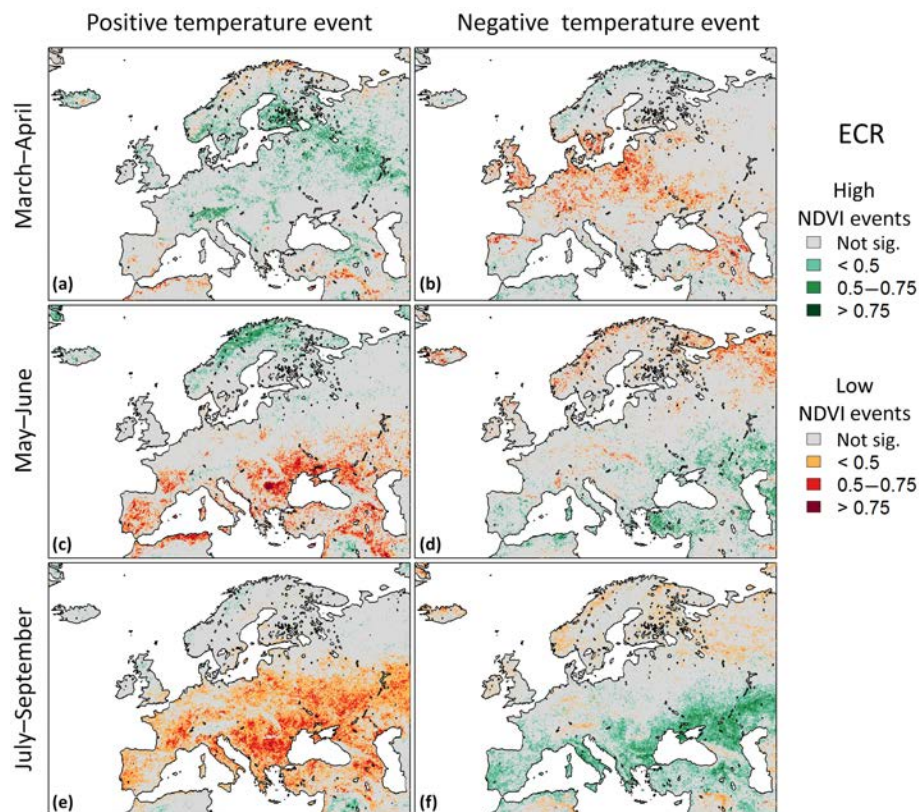 Positive temperature event
Negative temperature event
March–April
(a)
(b)
May–June
(c)
(d)
July–September
(e)
(f)
ECR
High
NDVI events
Not sig.
< 0.5
0.5–0.75
> 0.75
Low
NDVI events
Not sig.
< 0.5
0.5–0.75
> 0.75